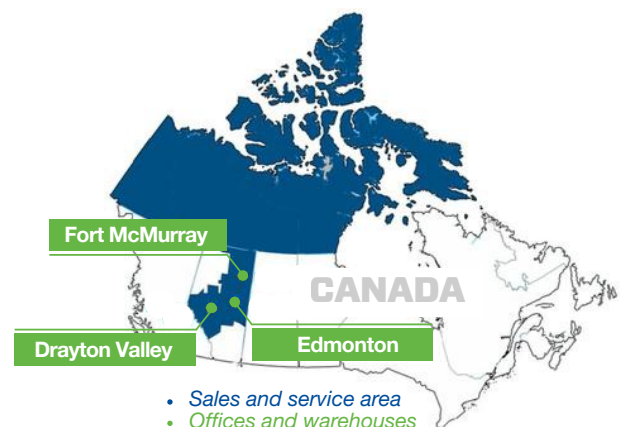 Fort McMurray
CANADA
Drayton Valley
Edmonton
• Sales and service area
• Offices and warehouses